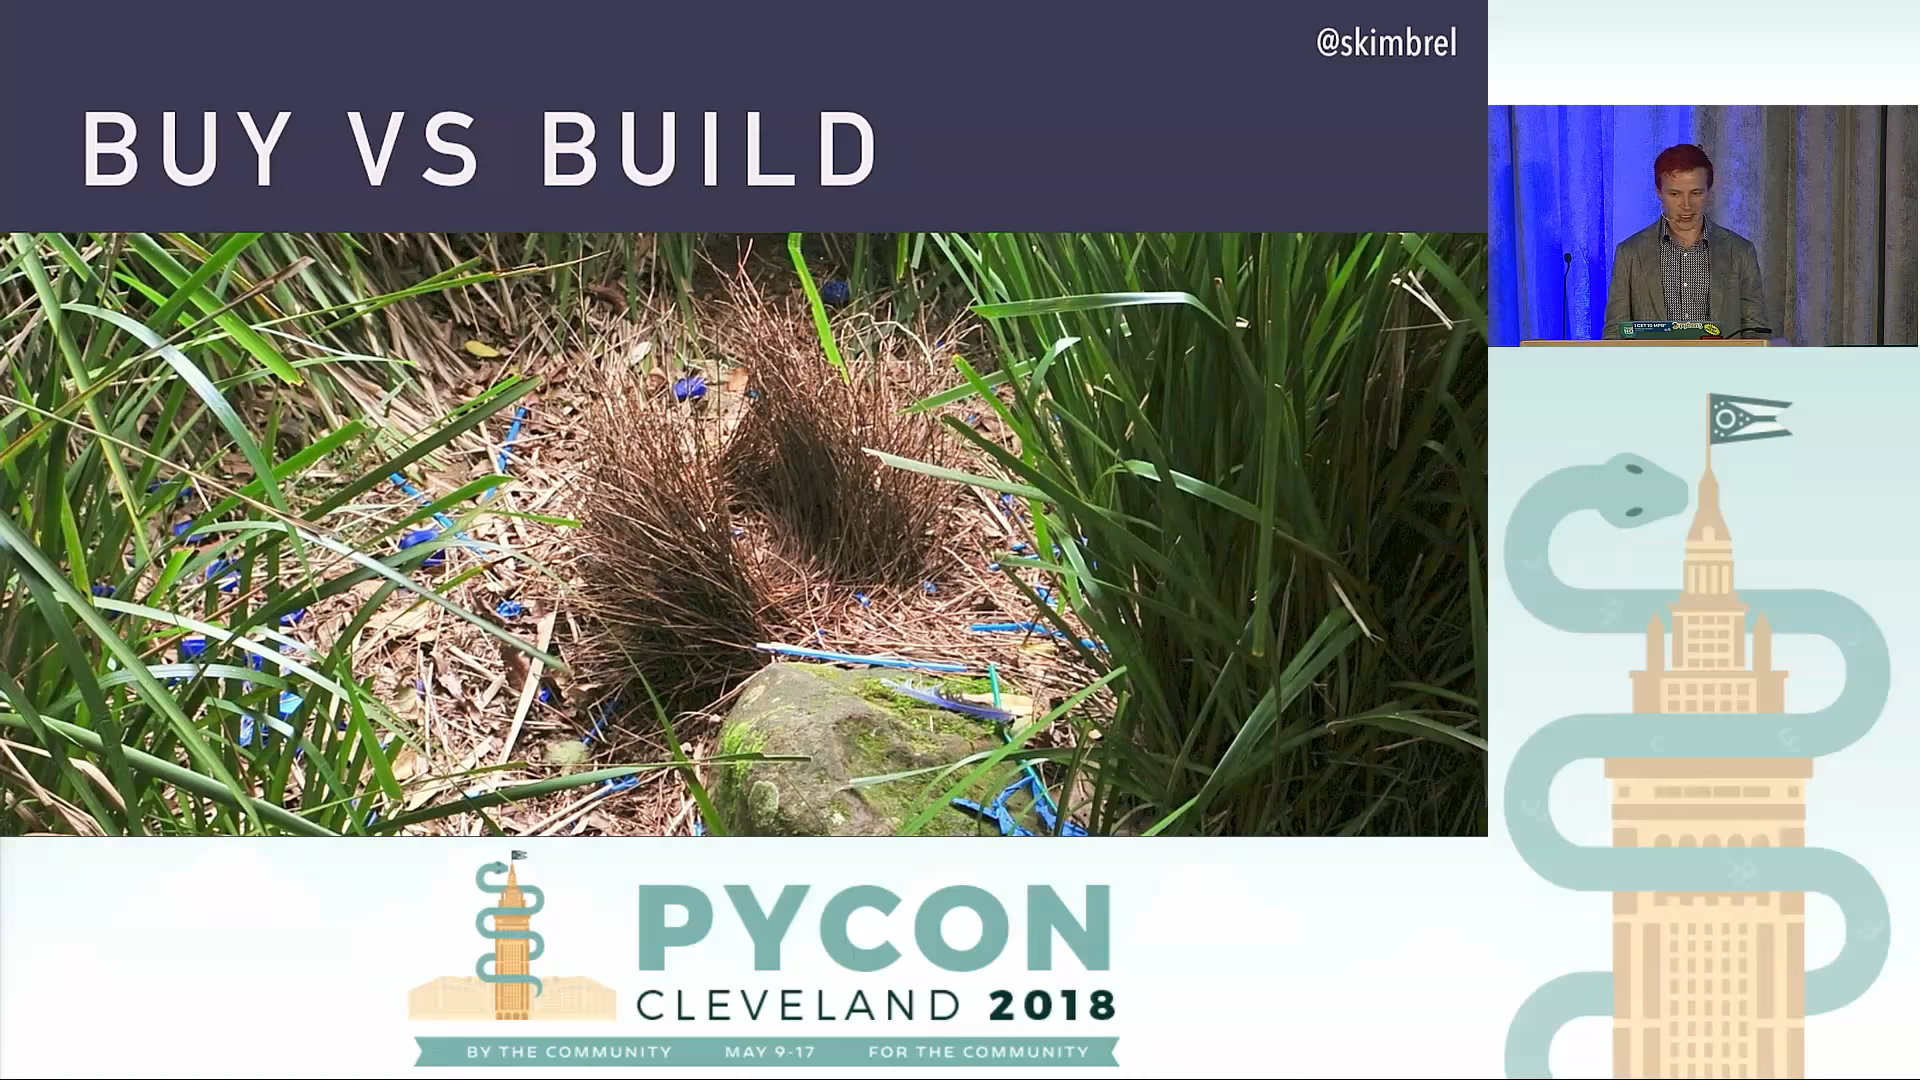 @skimbrel
BUY VS BUILD
PYCON
CLEVELAND 2018
BY THE COMMUNITY MAY 9-17 FOR THE COMMUNITY